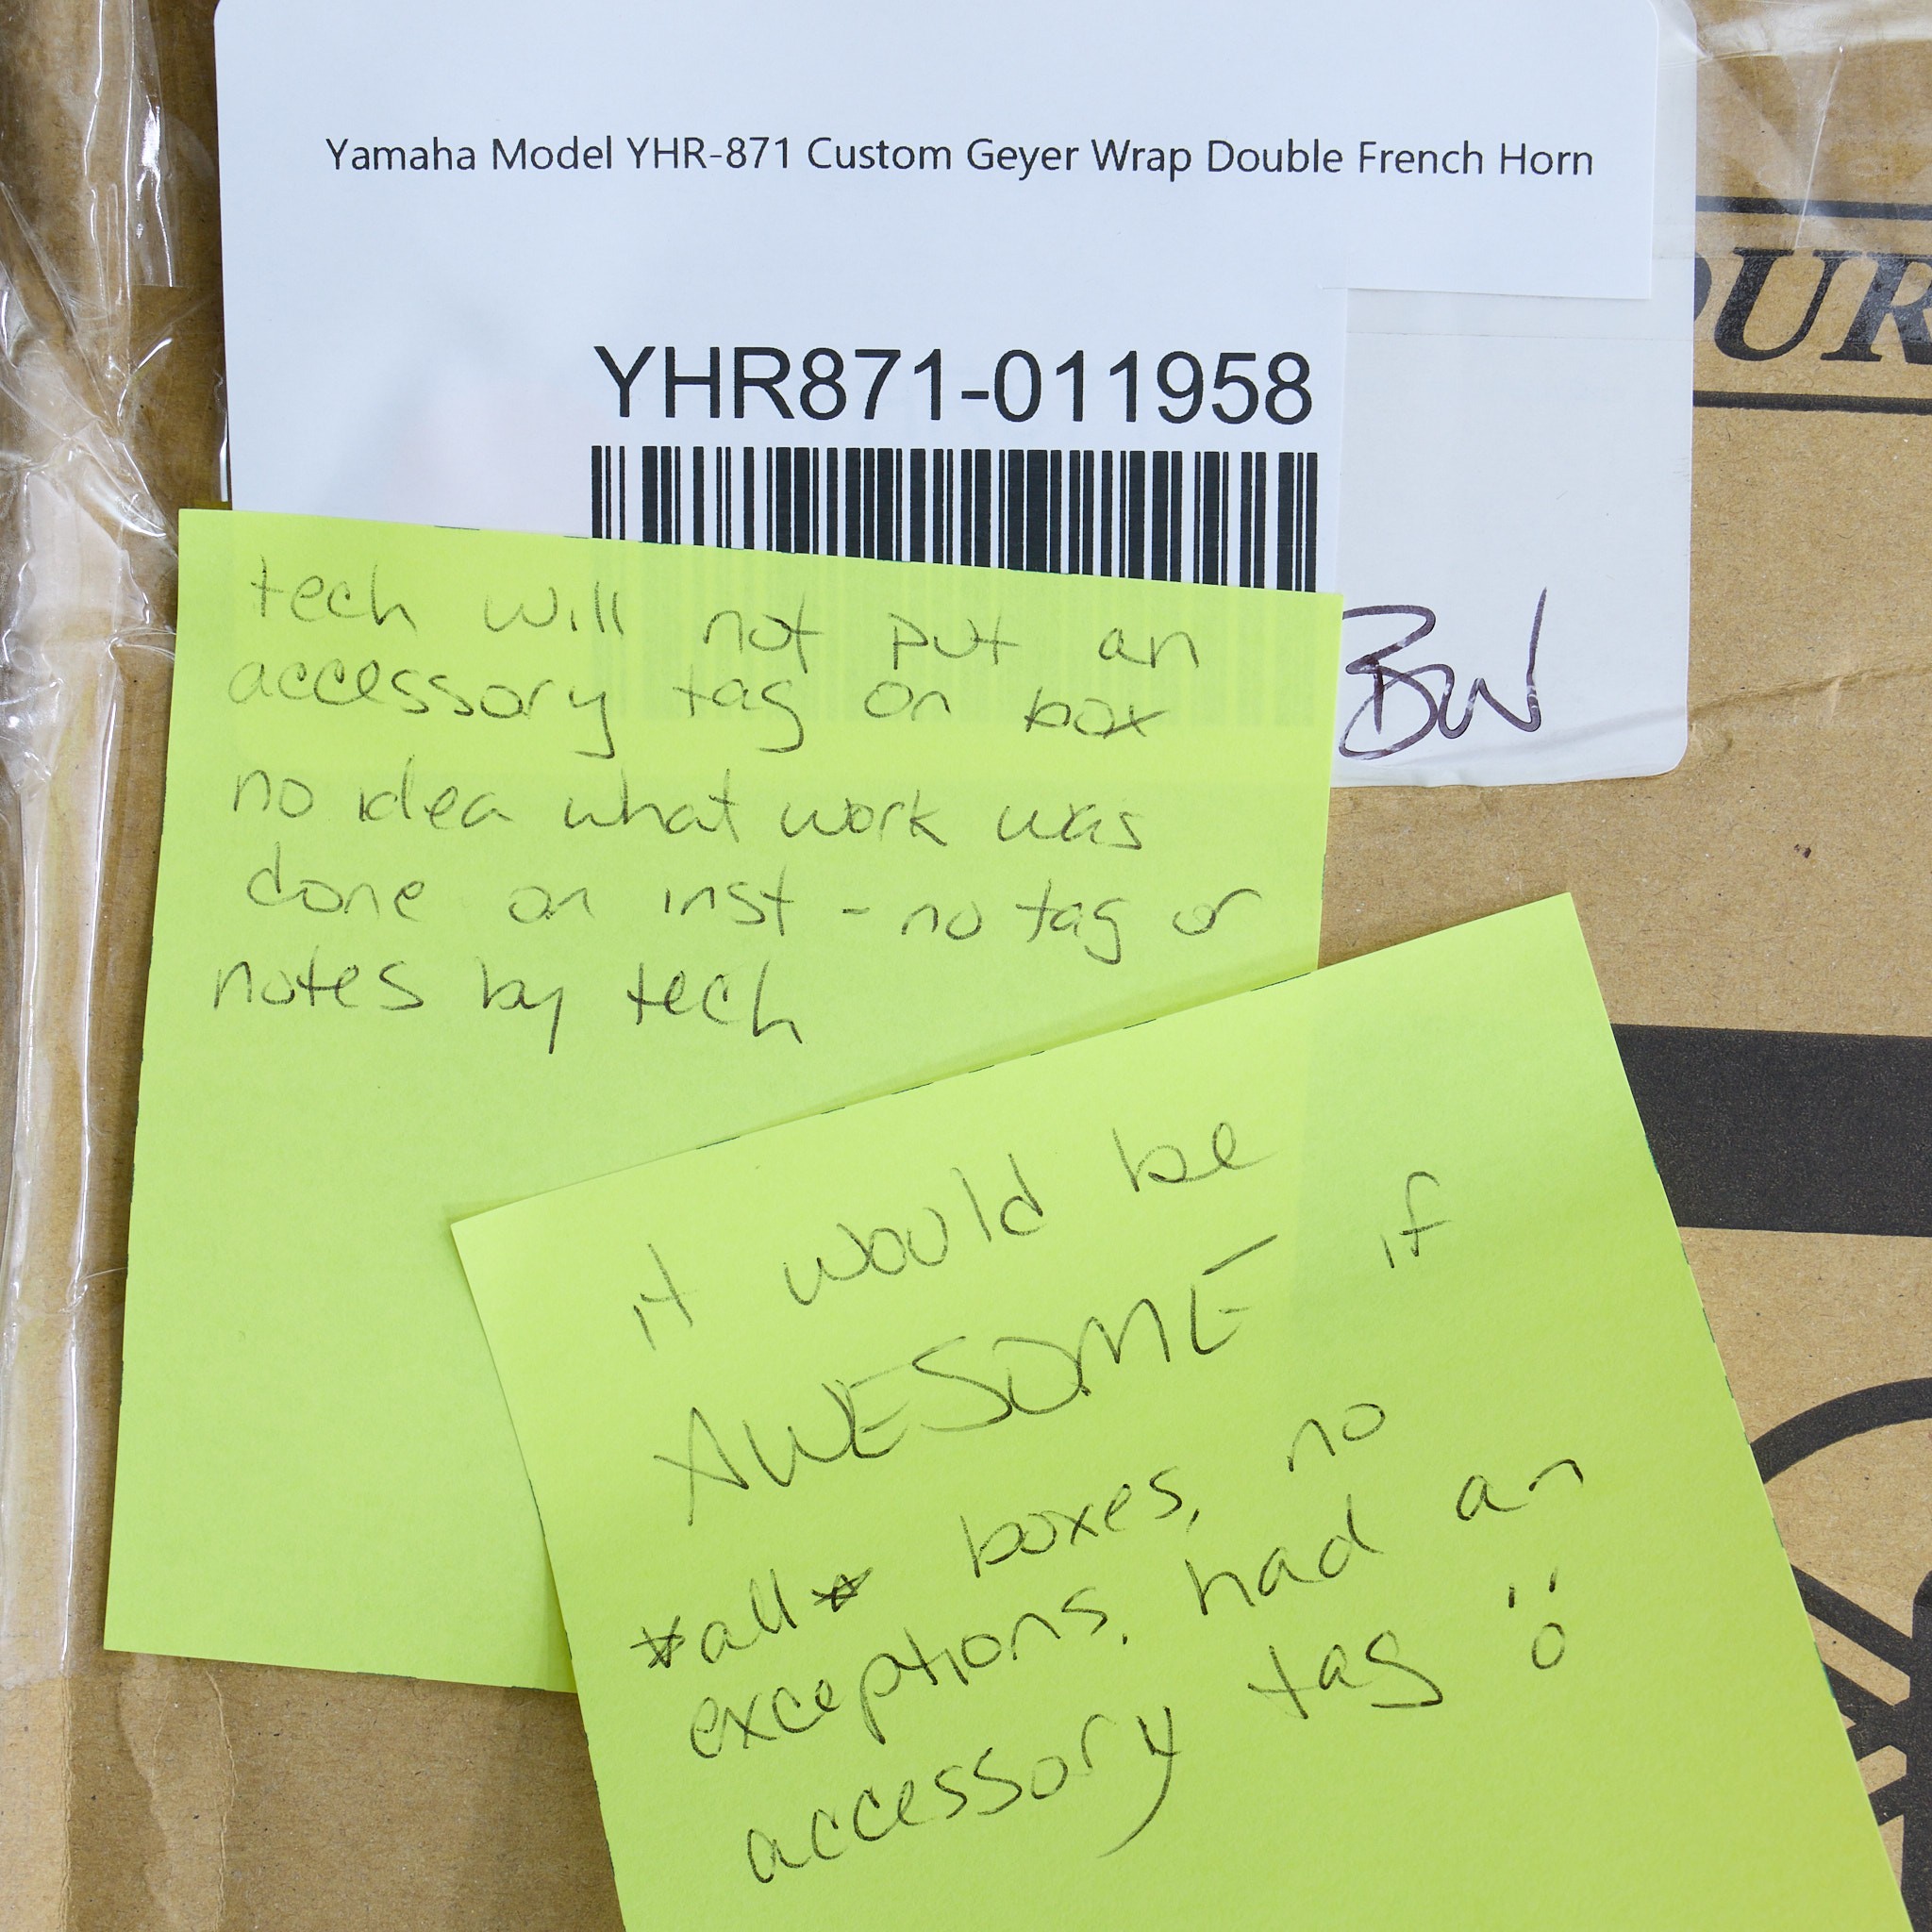 Yamaha Model YHR-871 Custom Geyer Wrap Double French Horn
OUR
YHR871-011958
BW
tech will not put an
accessory tag on box
no idea what work was
done on inst - no tag or
notes by tech
it would be
AWESOME if
*all* boxes, no
exceptions, had an
accessory tag